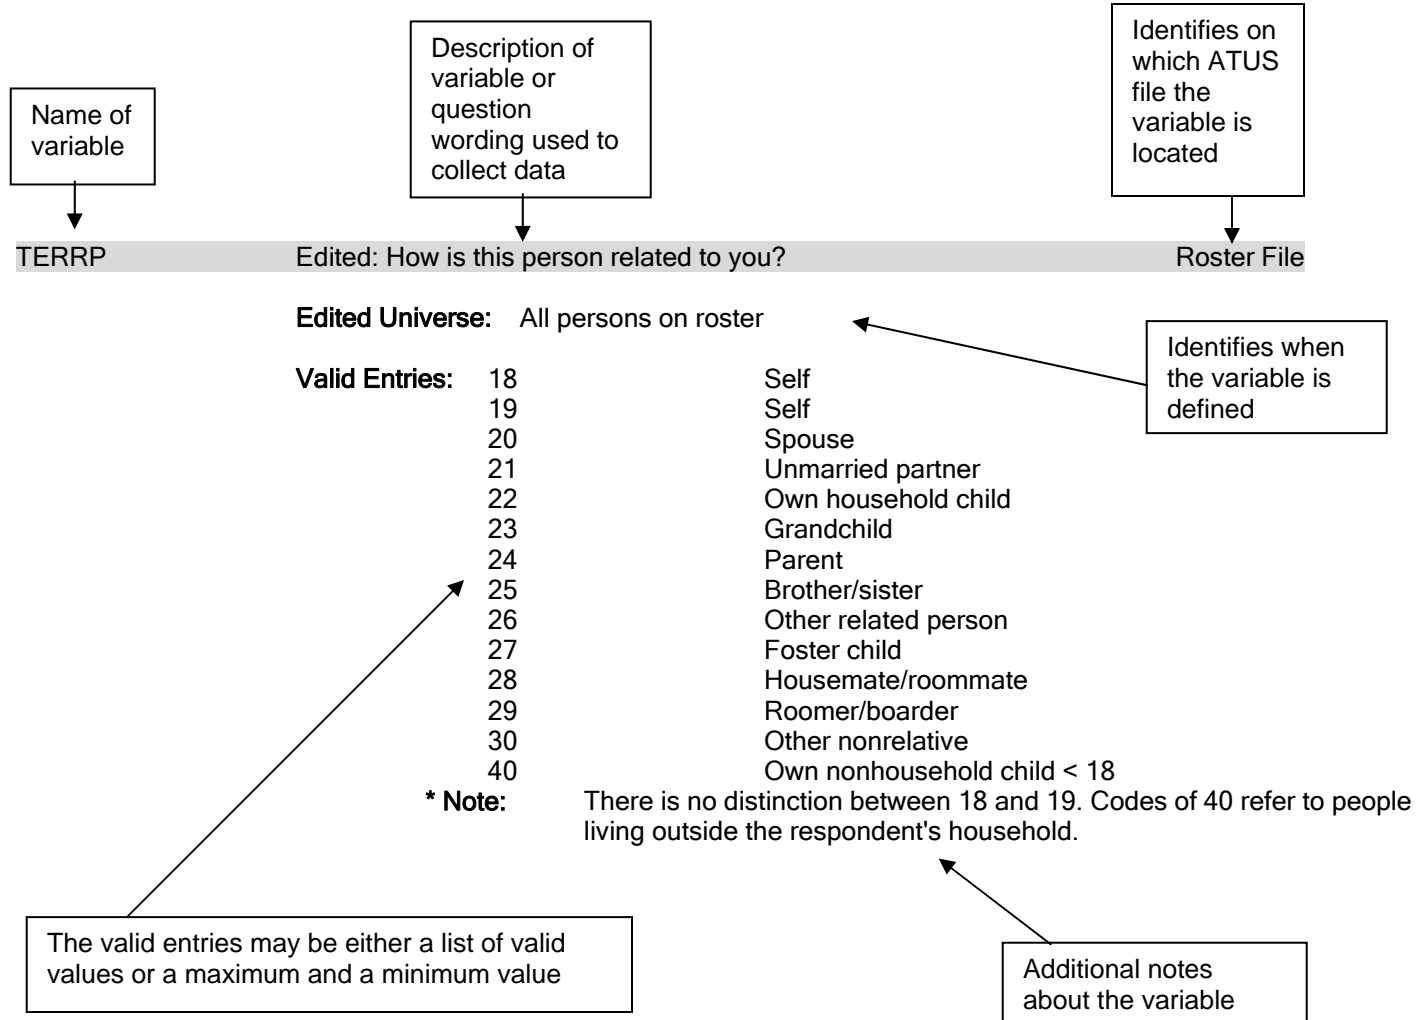 Name of
variable
Description of
variable or
question
wording used to
collect data
Identifies on
which ATUS
file the
variable is
located
TERRP Edited: How is this person related to you? Roster File
Edited Universe: All persons on roster
Identifies when
the variable is
defined
Valid Entries: 18 Self
19 Self
20 Spouse
21 Unmarried partner
22 Own household child
23 Grandchild
24 Parent
25 Brother/sister
26 Other related person
27 Foster child
28 Housemate/roommate
29 Roomer/boarder
30 Other nonrelative
40 Own nonhousehold child < 18
* Note: There is no distinction between 18 and 19. Codes of 40 refer to people
living outside the respondent's household.
The valid entries may be either a list of valid
values or a maximum and a minimum value
Additional notes
about the variable